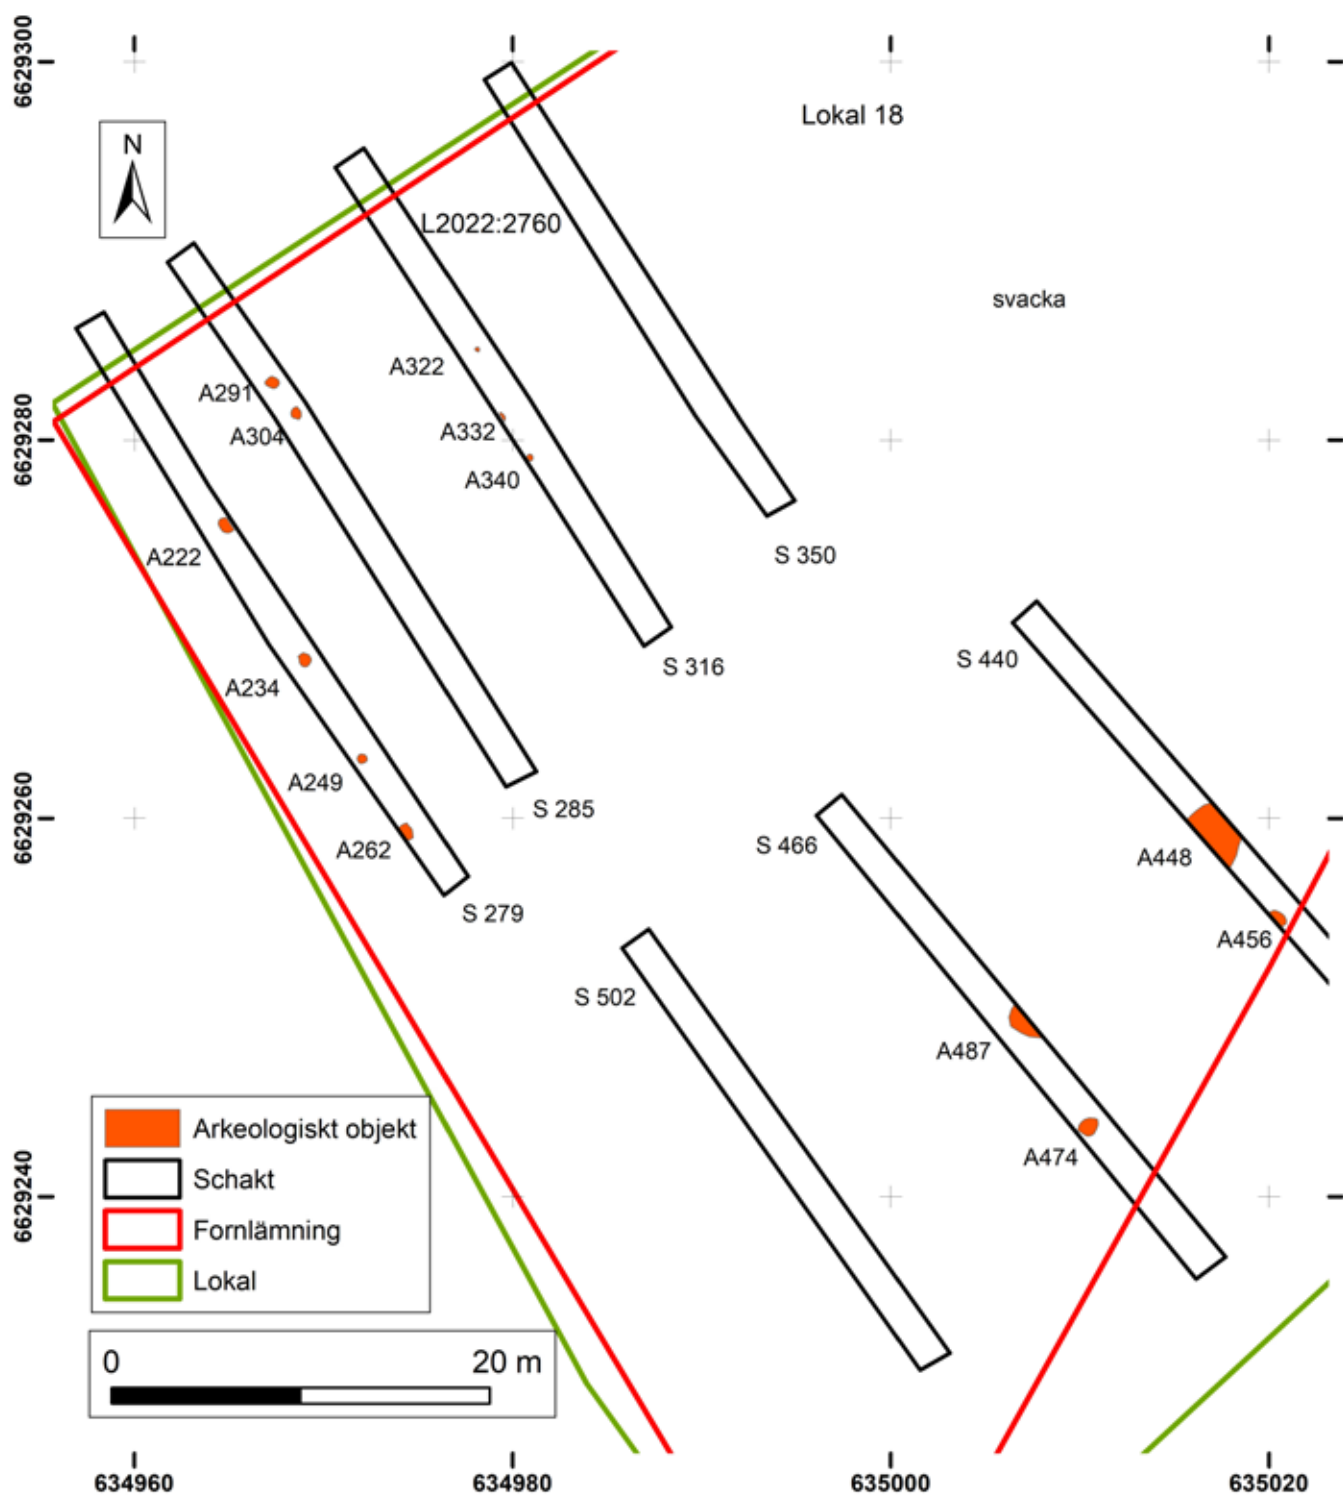 6629300
Lokal 18
N
L2022:2760
svacka
A322
A291
A304
A332
6629280
A340
A222
S 350
S 316
S 440
A234
A249
S 285
6629260
A262
S 466
A448
S 279
A456
S 502
A487
Arkeologiskt objekt
A474
Schakt
6629240
Fornlämning
Lokal
0 20 m
634960 634980 635000 635020